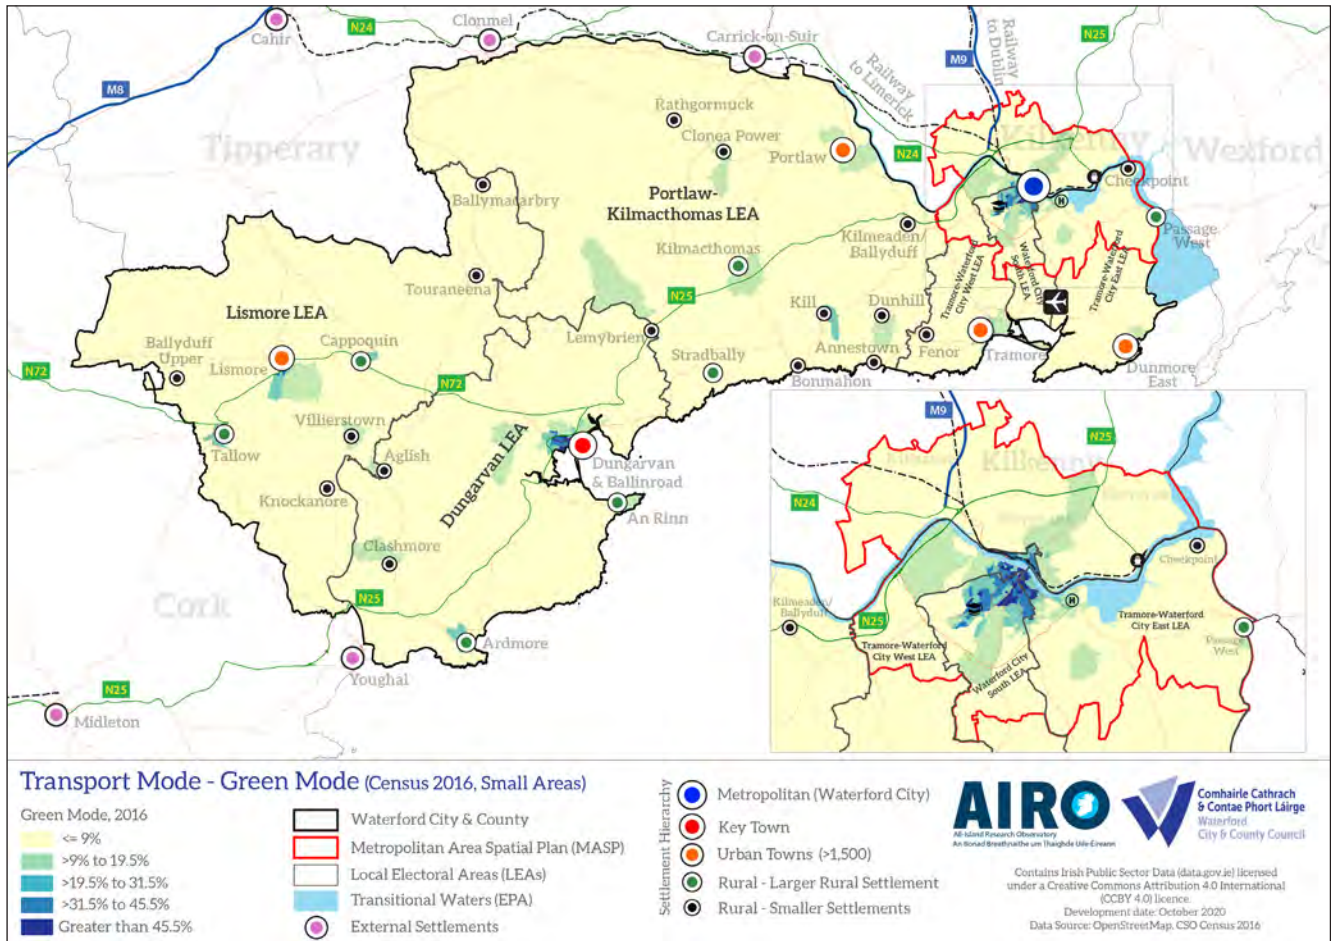 Cahir
N24
Clonmel
Carrick-on-Suir
Railway
to Limerick
M9
Railway
to Dublin
N25
M8
Tipperary
Rathgormuck
Clonea Power
Portlaw
N24
Kilkenny
Wexford
Checkpoint
Ballymacarbry
Portlaw-
Kilmacthomas LEA
Kilmeaden/
Ballyduff
Passage
West
Kilmacthomas
Tramore-Waterford
City West LEA
Waterford City
South LEA
Tramore-Waterford
City East LEA
Touraneena
N25
Lismore LEA
Kill
Dunhill
Ballyduff
Upper
Cappoquin
Lemybrien
Lismore
Stradbally
Annestown
Fenor
Tramore
Dunmore
East
Bonmahon
N72
N72
Villierstown
Tallow
Aglish
Dungarvan LEA
Dungarvan
& Ballinroad
Knockanore
An Rinn
Clashmore
Cork
N25
Ardmore
Youghal
N25
Midleton
M9
N25
Kilkenny
N24
Checkpoint
Kilmeaden/
Ballyduff
N25
Tramore-Waterford
City West LEA
Waterford City
South LEA
Tramore-Waterford
City East LEA
Passage
West
Transport Mode - Green Mode (Census 2016, Small Areas)
Green Mode, 2016
<= 9%
>9% to 19.5%
>19.5% to 31.5%
>31.5% to 45.5%
Greater than 45.5%
Waterford City & County
Metropolitan Area Spatial Plan (MASP)
Local Electoral Areas (LEAs)
Transitional Waters (EPA)
External Settlements
Settlement Hierarchy
Metropolitan (Waterford City)
Key Town
Urban Towns (>1,500)
Rural - Larger Rural Settlement
Rural - Smaller Settlements
AIRO
All-Island Research Observatory
An tIonad Breathnaithe um Thaighde Uile-Éireann
Comhairle Cathrach
& Contae Phort Láirge
Waterford
City & County Council
Contains Irish Public Sector Data (data.gov.ie) licensed
under a Creative Commons Attribution 4.0 International
(CCBY 4.0) licence.
Development date: October 2020
Data Source: OpenStreetMap, CSO Census 2016